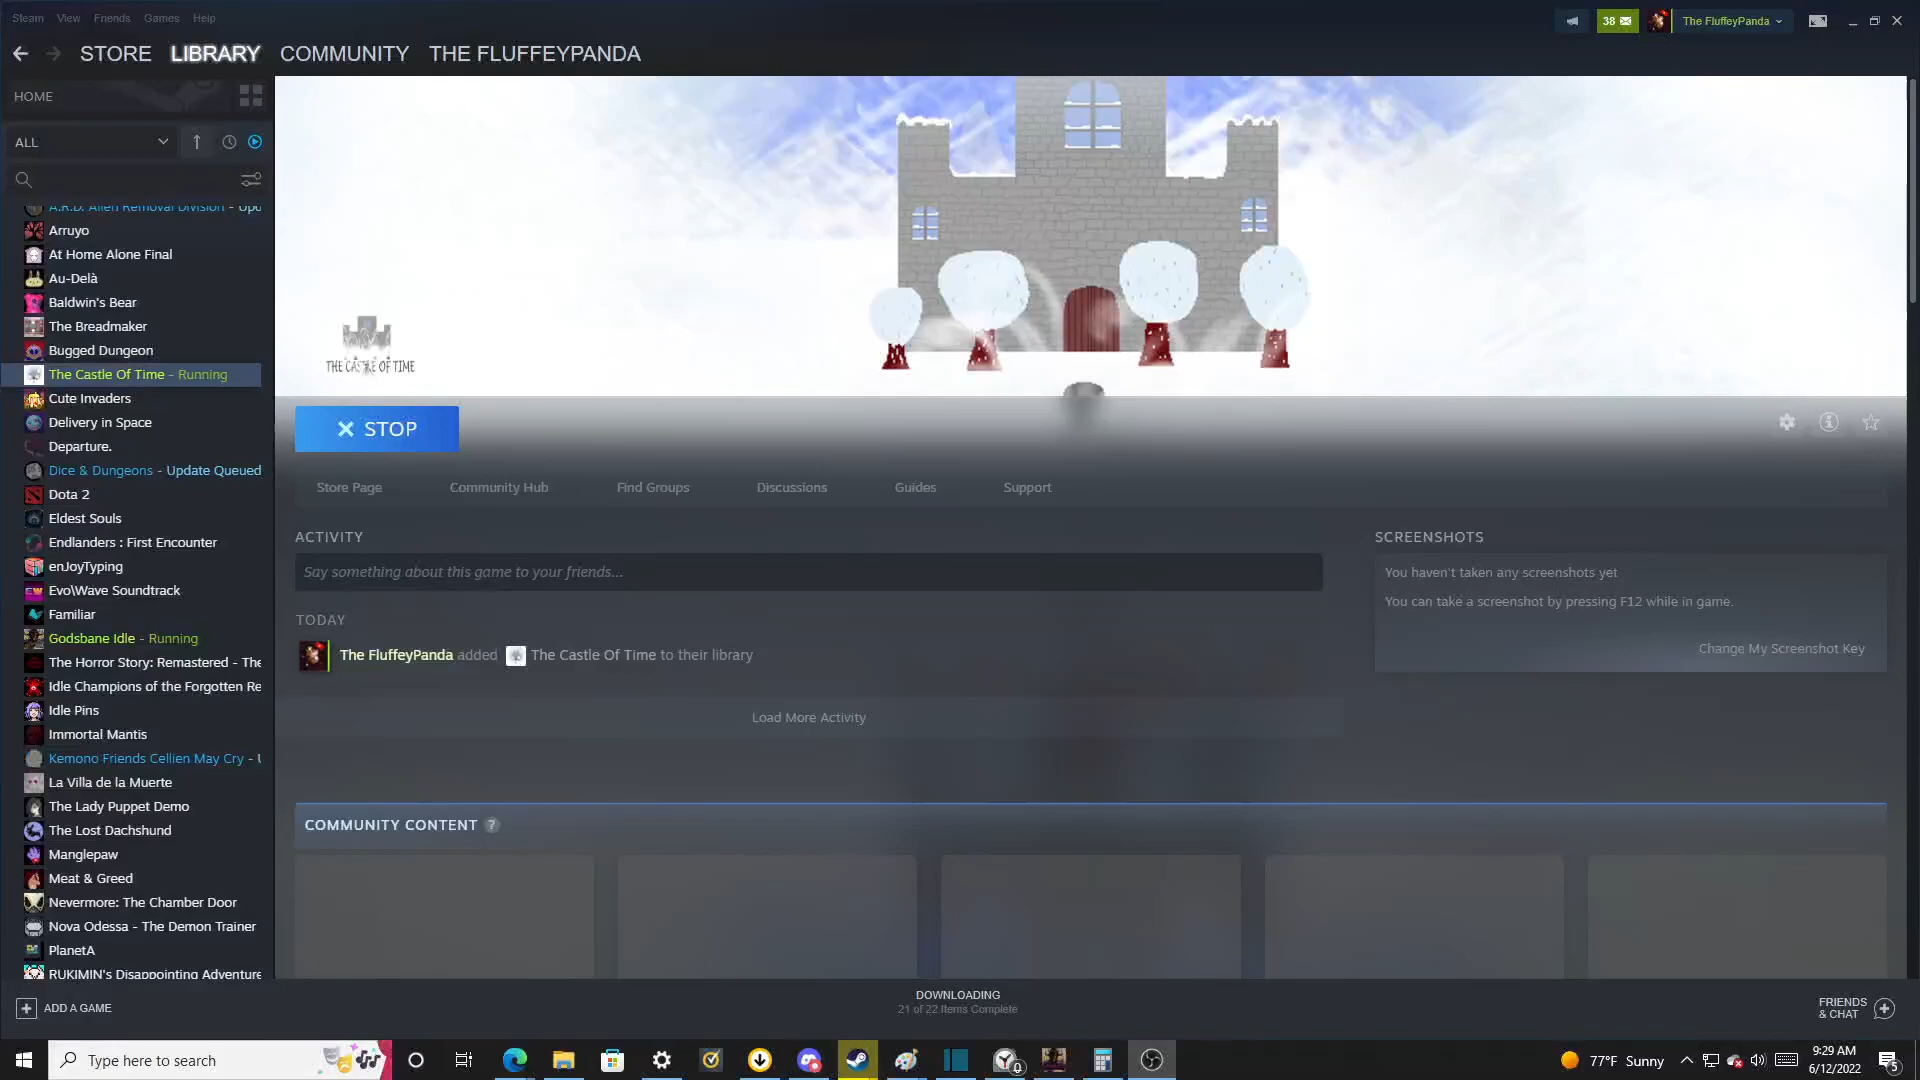 Steam View Friends Games Help
38
The FluffeyPanda
STORE LIBRARY COMMUNITY THE FLUFFEYPANDA
HOME
ALL
A.R.D. Alien Removal Division - Upd
Arruyo
At Home Alone Final
Au-Delà
Baldwin's Bear
The Breadmaker
Bugged Dungeon
The Castle Of Time - Running
Cute Invaders
Delivery in Space
Departure.
Dice & Dungeons - Update Queued
Dota 2
Eldest Souls
Endlanders : First Encounter
enJoyTyping
Evo\Wave Soundtrack
Familiar
Godsbane Idle - Running
The Horror Story: Remastered - The
Idle Champions of the Forgotten Re
Idle Pins
Immortal Mantis
Kemono Friends Cellien May Cry - U
La Villa de la Muerte
The Lady Puppet Demo
The Lost Dachshund
Manglepaw
Meat & Greed
Nevermore: The Chamber Door
Nova Odessa - The Demon Trainer
PlanetA
RUKIMIN's Disappointing Adventure
ADD A GAME
THE CASTLE OF TIME
STOP
Store Page Community Hub Find Groups Discussions Guides Support
ACTIVITY
Say something about this game to your friends...
TODAY
The FluffeyPanda added The Castle Of Time to their library
Load More Activity
SCREENSHOTS
You haven't taken any screenshots yet
You can take a screenshot by pressing F12 while in game.
Change My Screenshot Key
COMMUNITY CONTENT ?
DOWNLOADING
21 of 22 Items Complete
FRIENDS
& CHAT
Type here to search
0
77°F Sunny
9:29 AM
6/12/2022
5